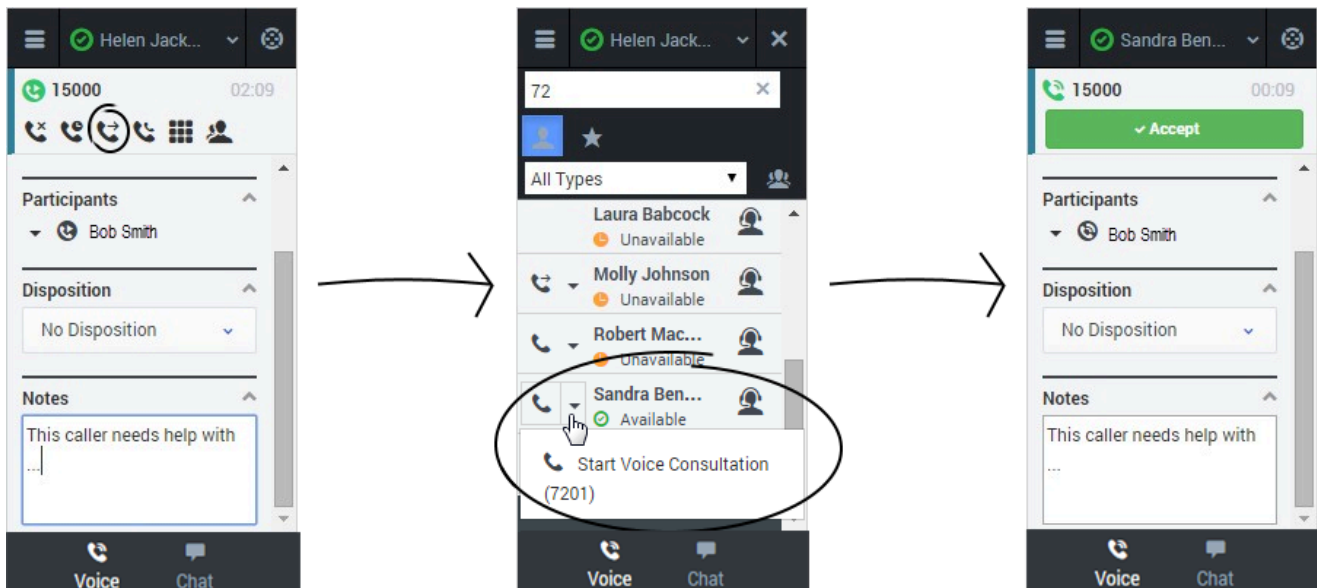 Helen Jack...
15000 02:09
Participants
Bob Smith
Disposition
No Disposition
Notes
This caller needs help with
...
Voice Chat
Helen Jack...
72
All Types
Laura Babcock
Unavailable
Molly Johnson
Unavailable
Robert Mac...
Unavailable
Sandra Ben...
Available
Start Voice Consultation
(7201)
Voice Chat
Sandra Ben...
15000 00:09
Accept
Participants
Bob Smith
Disposition
No Disposition
Notes
This caller needs help with
...
Voice Chat